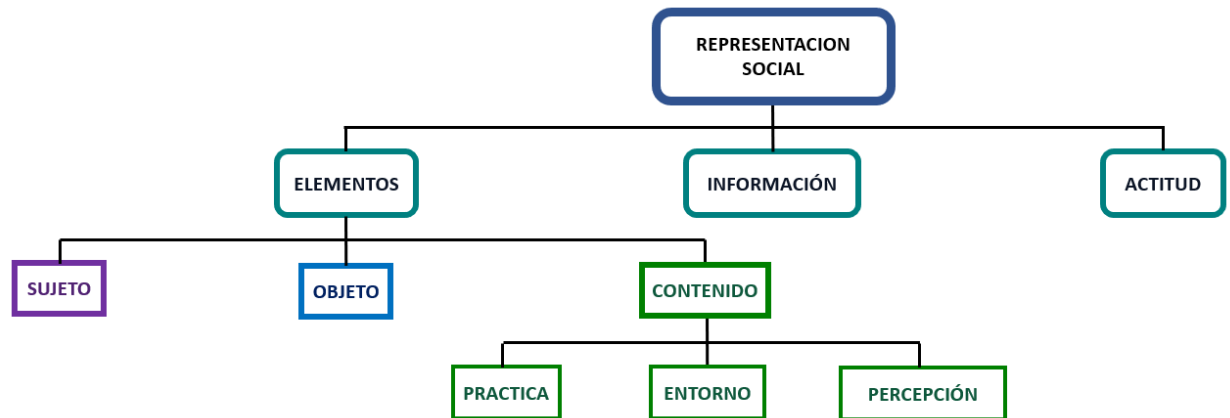 REPRESENTACION
SOCIAL
ELEMENTOS
INFORMACIÓN
ACTITUD
SUJETO
OBJETO
CONTENIDO
PRACTICA
ENTORNO
PERCEPCIÓN